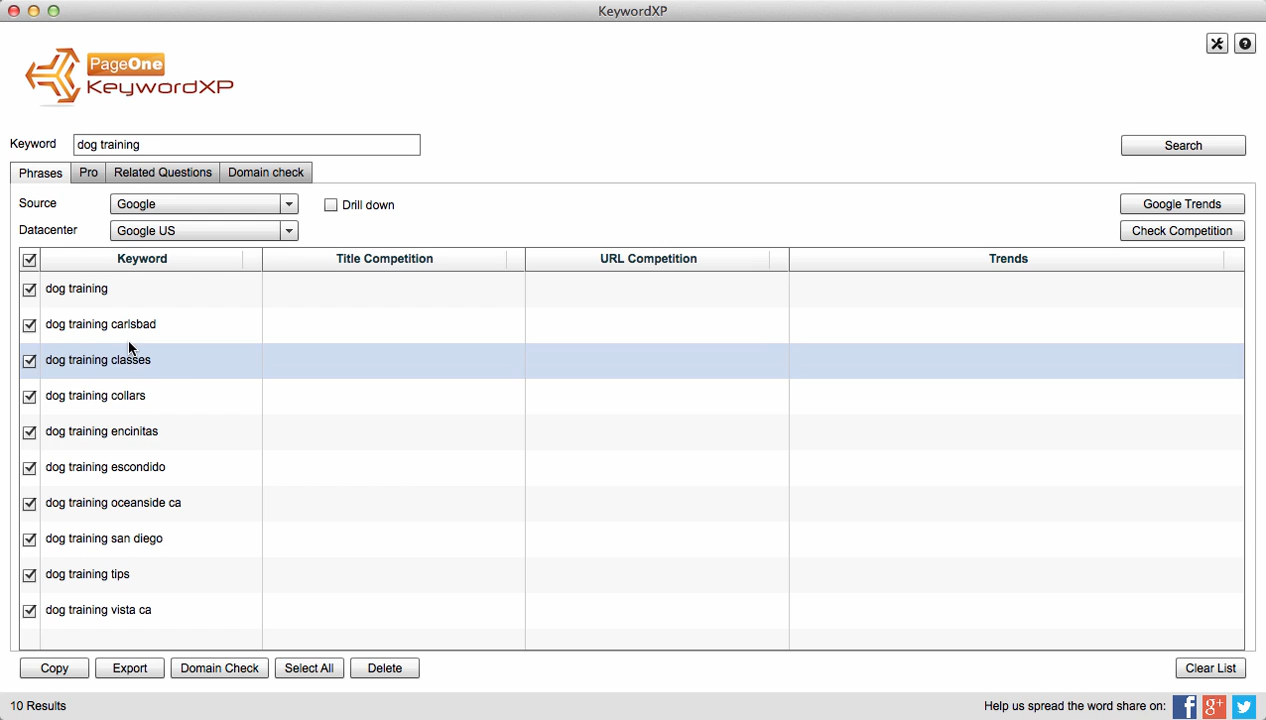 KeywordXP
PageOne
KeywordXP
Keyword dog training Search
Phrases Pro Related Questions Domain check
Source Google Drill down Google Trends
Datacenter Google US Check Competition
Keyword Title Competition URL Competition Trends
dog training
dog training carlsbad
dog training classes
dog training collars
dog training encinitas
dog training escondido
dog training oceanside ca
dog training san diego
dog training tips
dog training vista ca
Copy Export Domain Check Select All Delete Clear List
10 Results Help us spread the word share on: